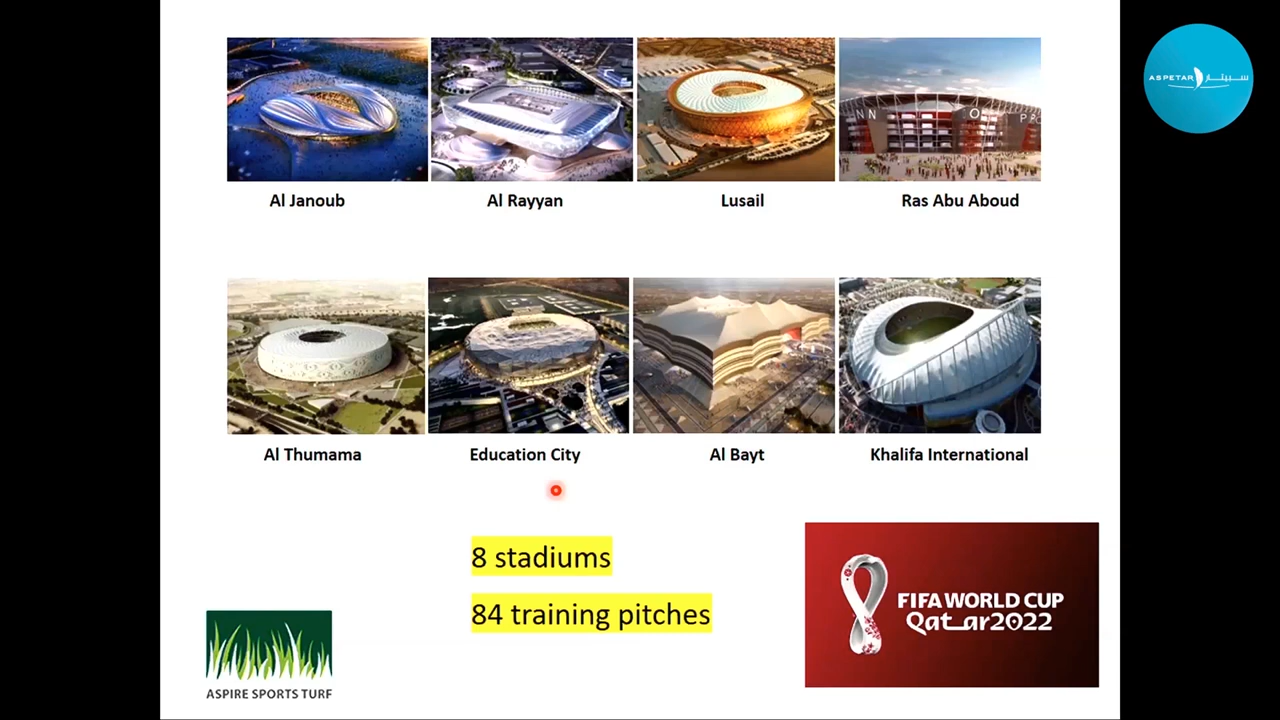 Al Janoub
Al Rayyan
Lusail
Ras Abu Aboud
Al Thumama
Education City
Al Bayt
Khalifa International
8 stadiums
84 training pitches
ASPIRE SPORTS TURF
FIFA WORLD CUP
Qatar2022
ASPETAR سبيتار